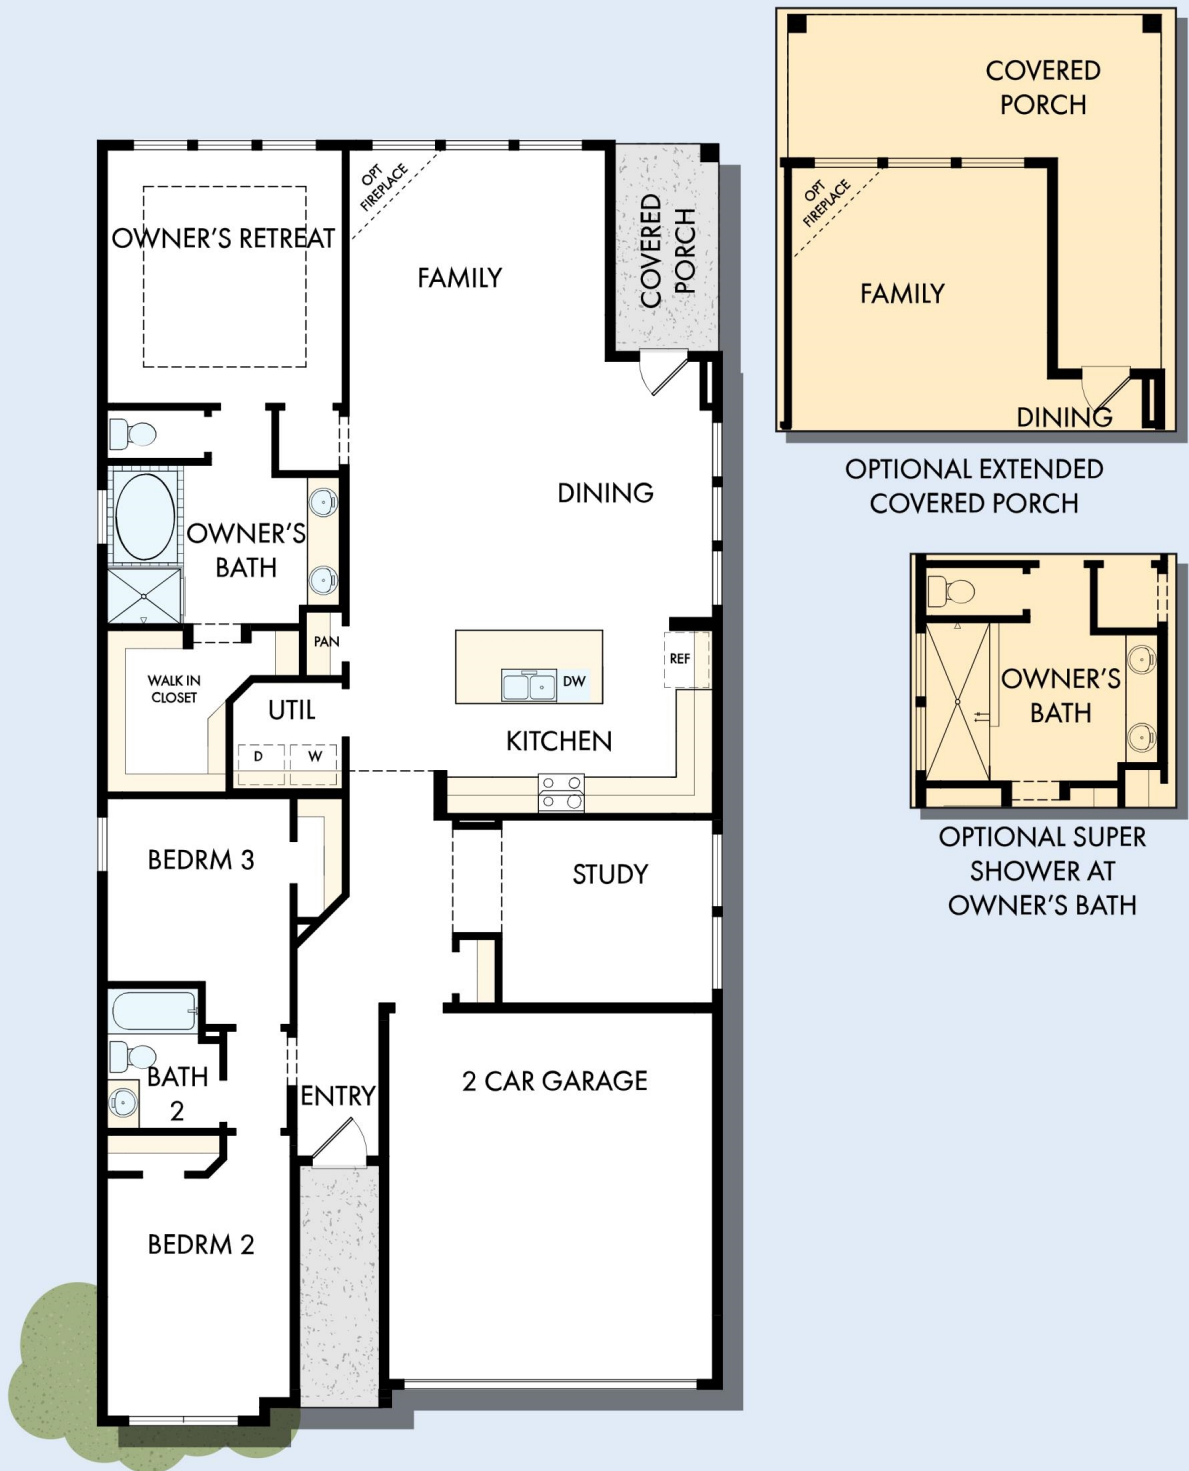 OPT
FIREPLACE
OWNER'S RETREAT
FAMILY
COVERED
PORCH
DINING
OWNER'S
BATH
PAN
WALK IN
CLOSET
UTIL
D
W
REF
DW
KITCHEN
BEDRM 3
STUDY
BATH
2
ENTRY
2 CAR GARAGE
BEDRM 2
COVERED
PORCH
OPT
FIREPLACE
FAMILY
DINING
OPTIONAL EXTENDED
COVERED PORCH
OWNER'S
BATH
OPTIONAL SUPER
SHOWER AT
OWNER'S BATH